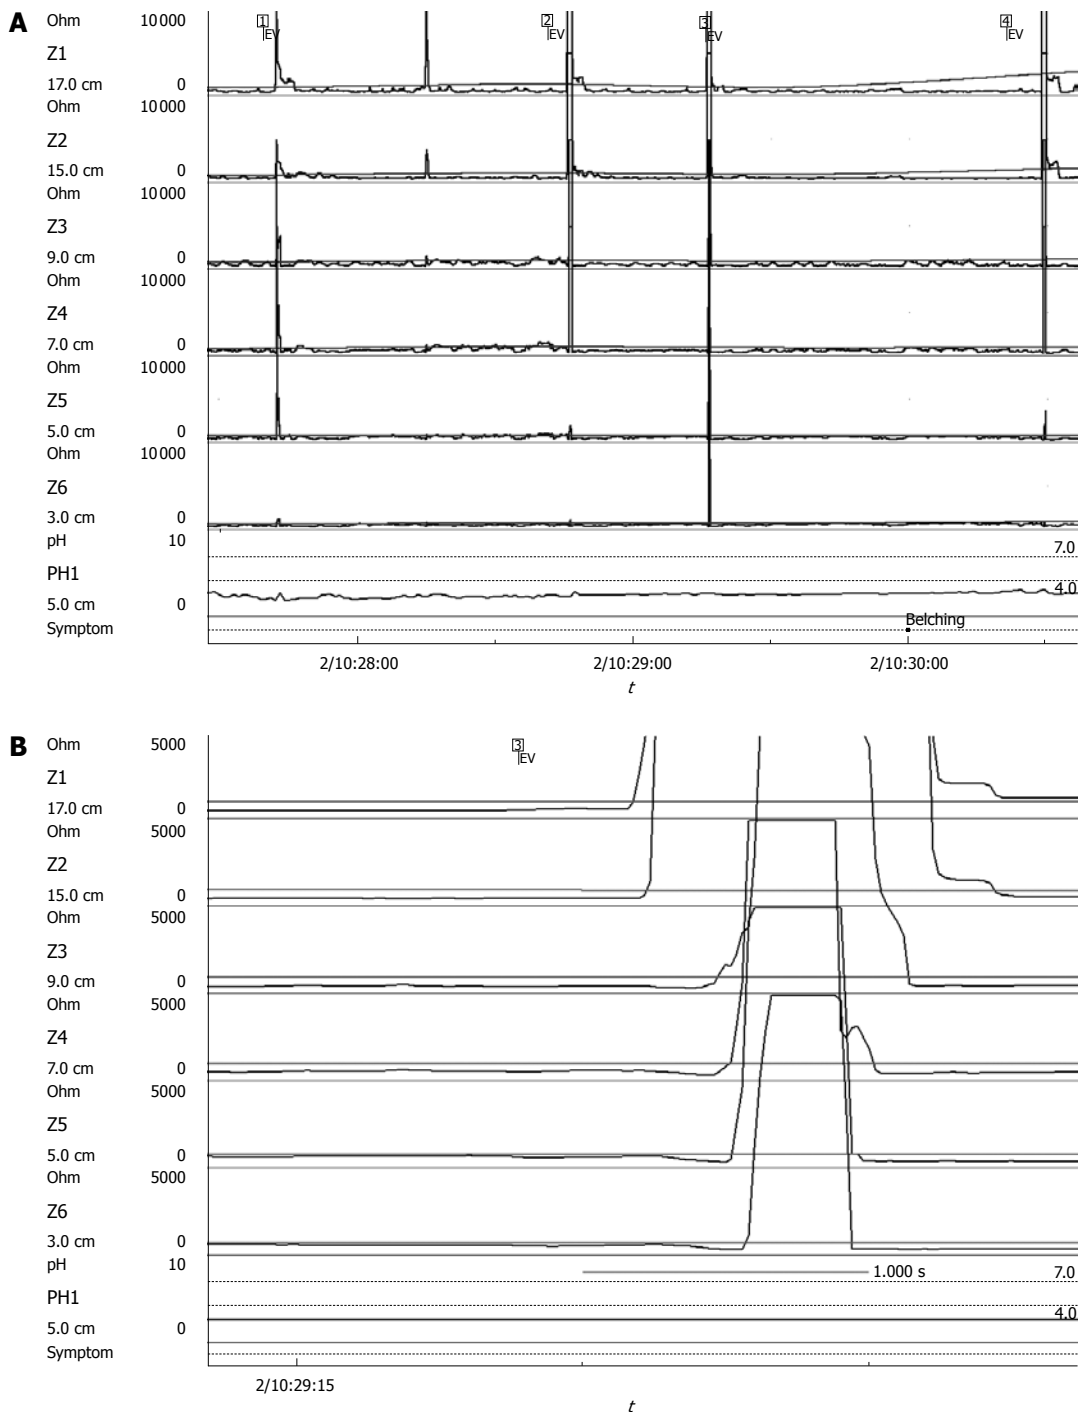 A
Ohm 10000
1 2 3 4
EV EV EV EV
Z1
17.0 cm 0
Ohm 10000
Z2
15.0 cm 0
Ohm 10000
Z3
9.0 cm 0
Ohm 10000
Z4
7.0 cm 0
Ohm 10000
Z5
5.0 cm 0
Ohm 10000
Z6
3.0 cm 0
pH 10
7.0
PH1
4.0
5.0 cm 0
Belching
Symptom
2/10:28:00 2/10:29:00 2/10:30:00
t
B
Ohm 5000
3
EV
Z1
17.0 cm 0
Ohm 5000
Z2
15.0 cm 0
Ohm 5000
Z3
9.0 cm 0
Ohm 5000
Z4
7.0 cm 0
Ohm 5000
Z5
5.0 cm 0
Ohm 5000
Z6
3.0 cm 0
pH 10
1.000 s 7.0
PH1
4.0
5.0 cm 0
Symptom
2/10:29:15
t